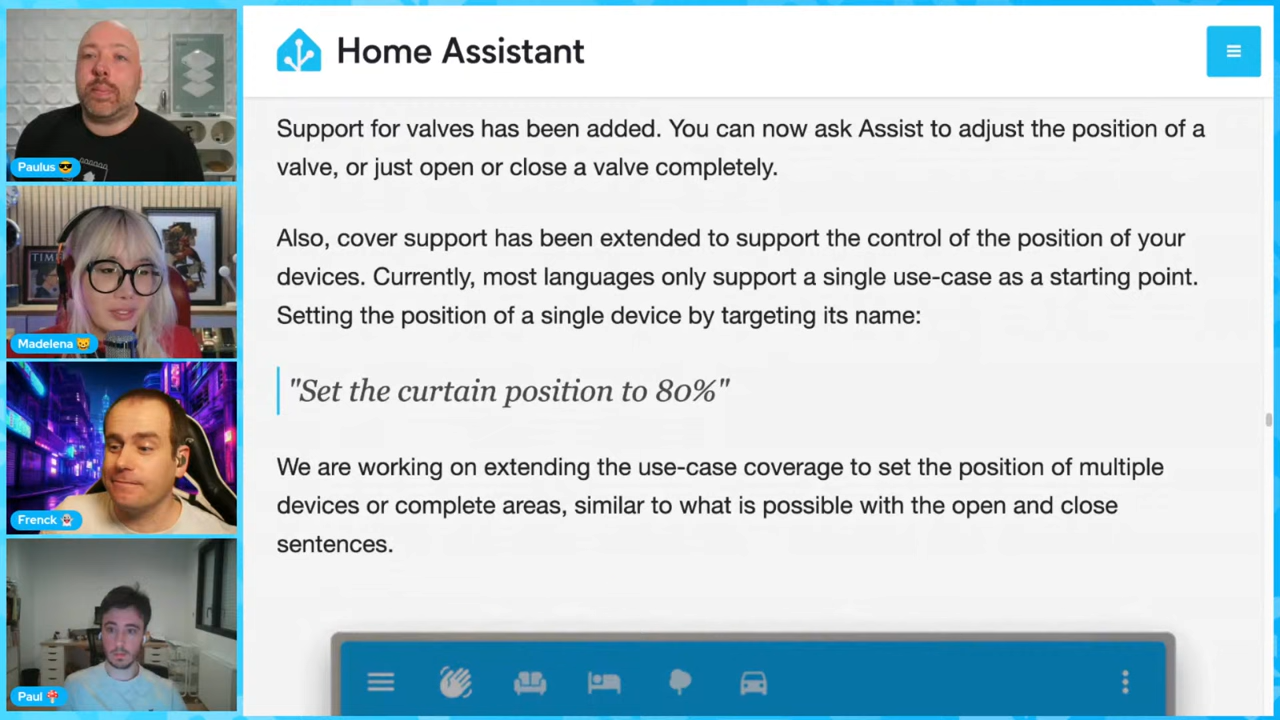 Home Assistant
Support for valves has been added. You can now ask Assist to adjust the position of a
valve, or just open or close a valve completely.
Also, cover support has been extended to support the control of the position of your
devices. Currently, most languages only support a single use-case as a starting point.
Setting the position of a single device by targeting its name:
"Set the curtain position to 80%"
We are working on extending the use-case coverage to set the position of multiple
devices or complete areas, similar to what is possible with the open and close
sentences.
Paulus 😎
TIME
Madelena 😺
Frenck 👻
Paul 🍄